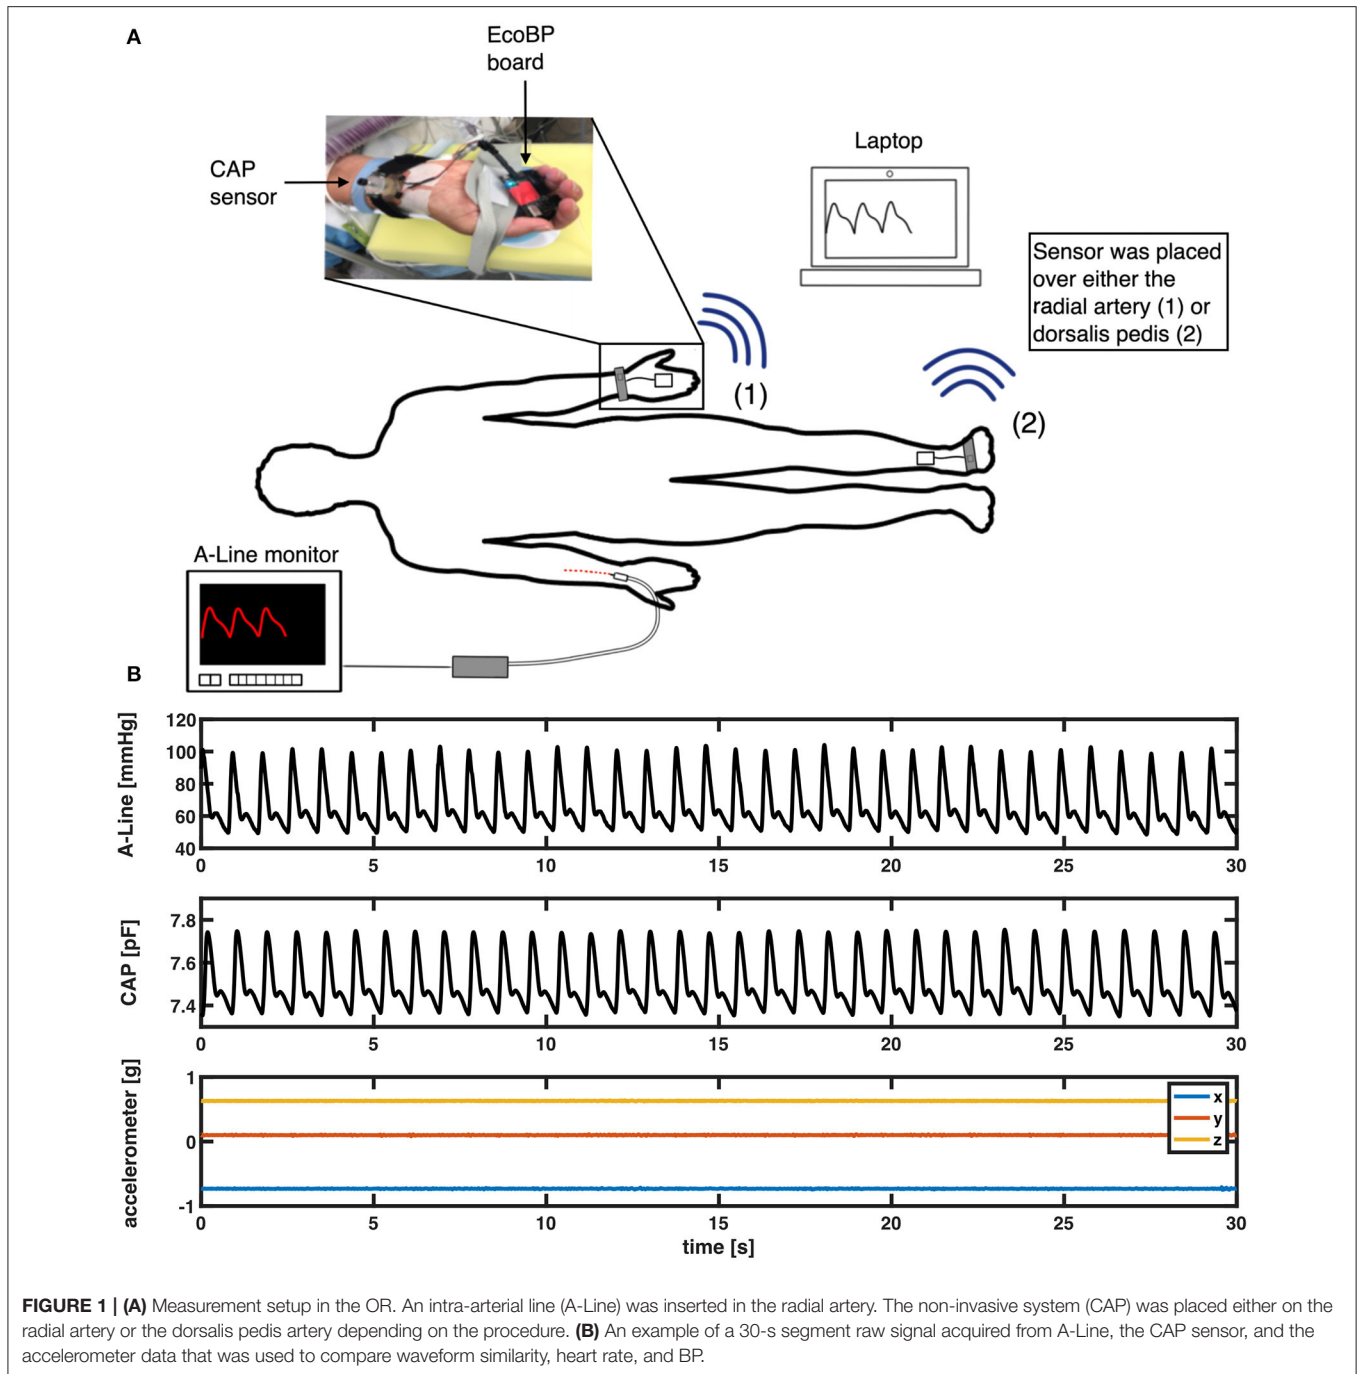 A
EcoBP
board
CAP
sensor
Laptop
Sensor was placed
over either the
radial artery (1) or
dorsalis pedis (2)
(1)
(2)
A-Line monitor
B
A-Line [mmHg]
120
100
80
60
40
0 5 10 15 20 25 30
CAP [pF]
7.8
7.6
7.4
0 5 10 15 20 25 30
accelerometer [g]
1
0
-1
x
y
z
0 5 10 15 20 25 30
time [s]
FIGURE 1 | (A) Measurement setup in the OR. An intra-arterial line (A-Line) was inserted in the radial artery. The non-invasive system (CAP) was placed either on the
radial artery or the dorsalis pedis artery depending on the procedure. (B) An example of a 30-s segment raw signal acquired from A-Line, the CAP sensor, and the
accelerometer data that was used to compare waveform similarity, heart rate, and BP.